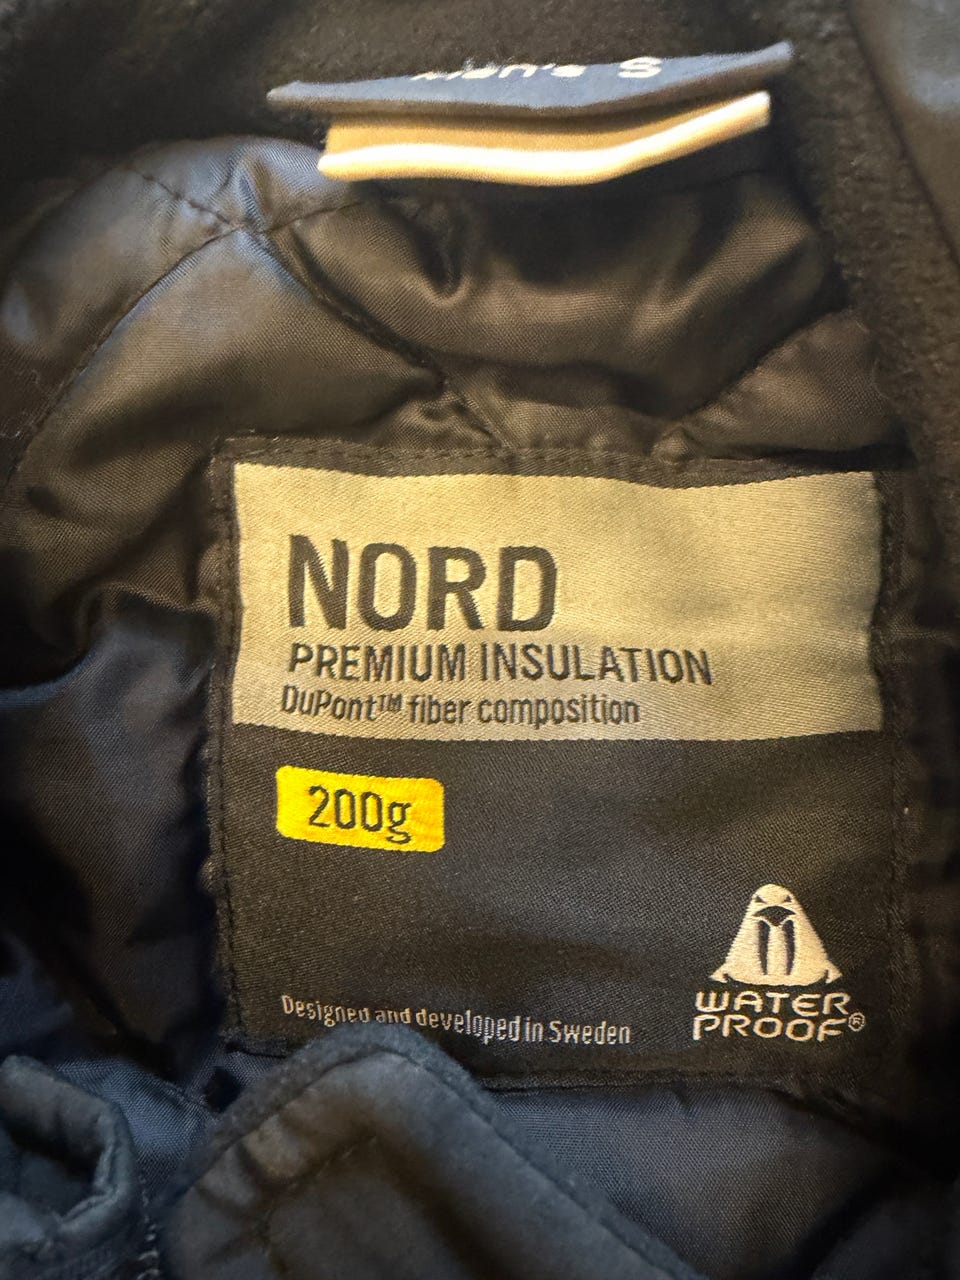 Men's S
NORD
PREMIUM INSULATION
DuPont™ fiber composition
200g
Designed and developed in Sweden
WATER
PROOF®